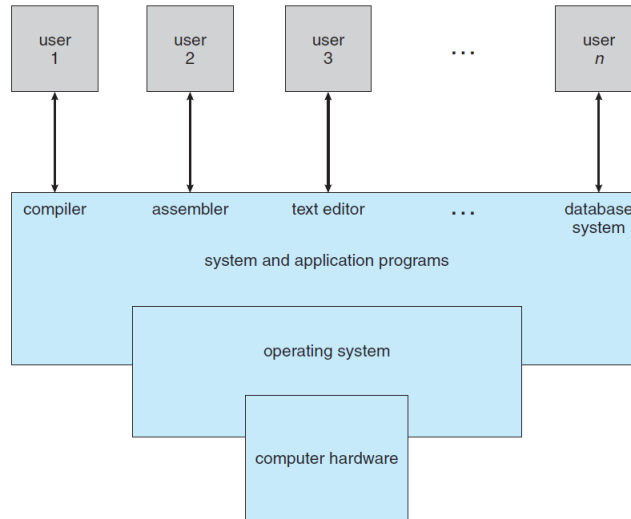 user
1
user
2
user
3
...
user
n
compiler
assembler
text editor
...
database
system
system and application programs
operating system
computer hardware